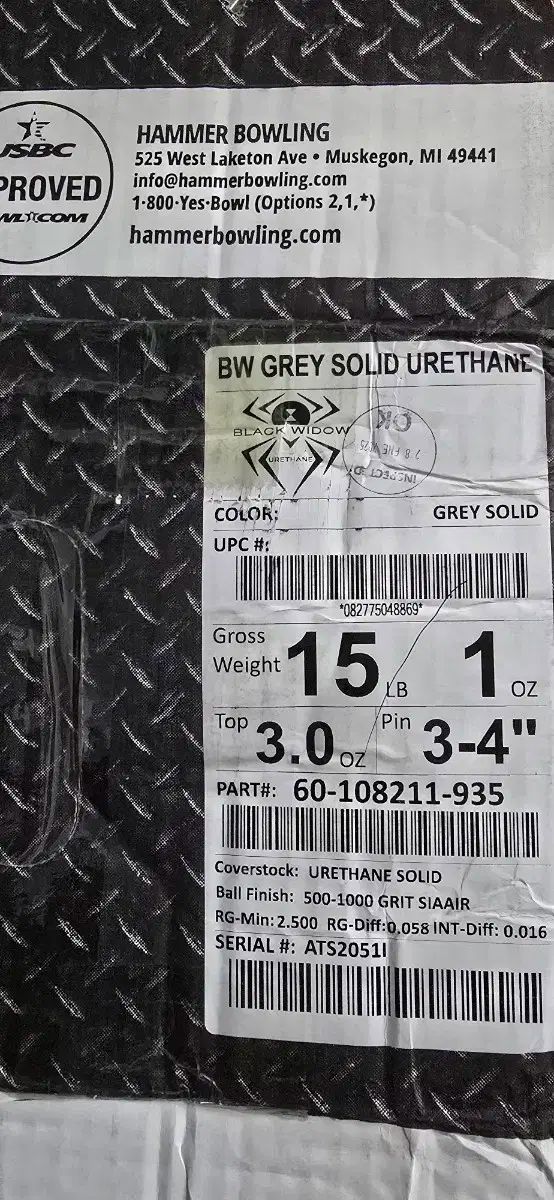 USBC
PROVED
WL COM
HAMMER BOWLING
525 West Laketon Ave • Muskegon, MI 49441
info@hammerbowling.com
1-800-Yes-Bowl (Options 2,1,*)
hammerbowling.com
BW GREY SOLID URETHANE
BLACK WIDOW
URETHANE
OK
COLOR: GREY SOLID
UPC #:
*082775048869*
Gross Weight 15 LB 1 OZ
Top 3.0 OZ Pin 3-4"
PART#: 60-108211-935
Coverstock: URETHANE SOLID
Ball Finish: 500-1000 GRIT SIAAIR
RG-Min: 2.500 RG-Diff: 0.058 INT-Diff: 0.016
SERIAL #: ATS2051I